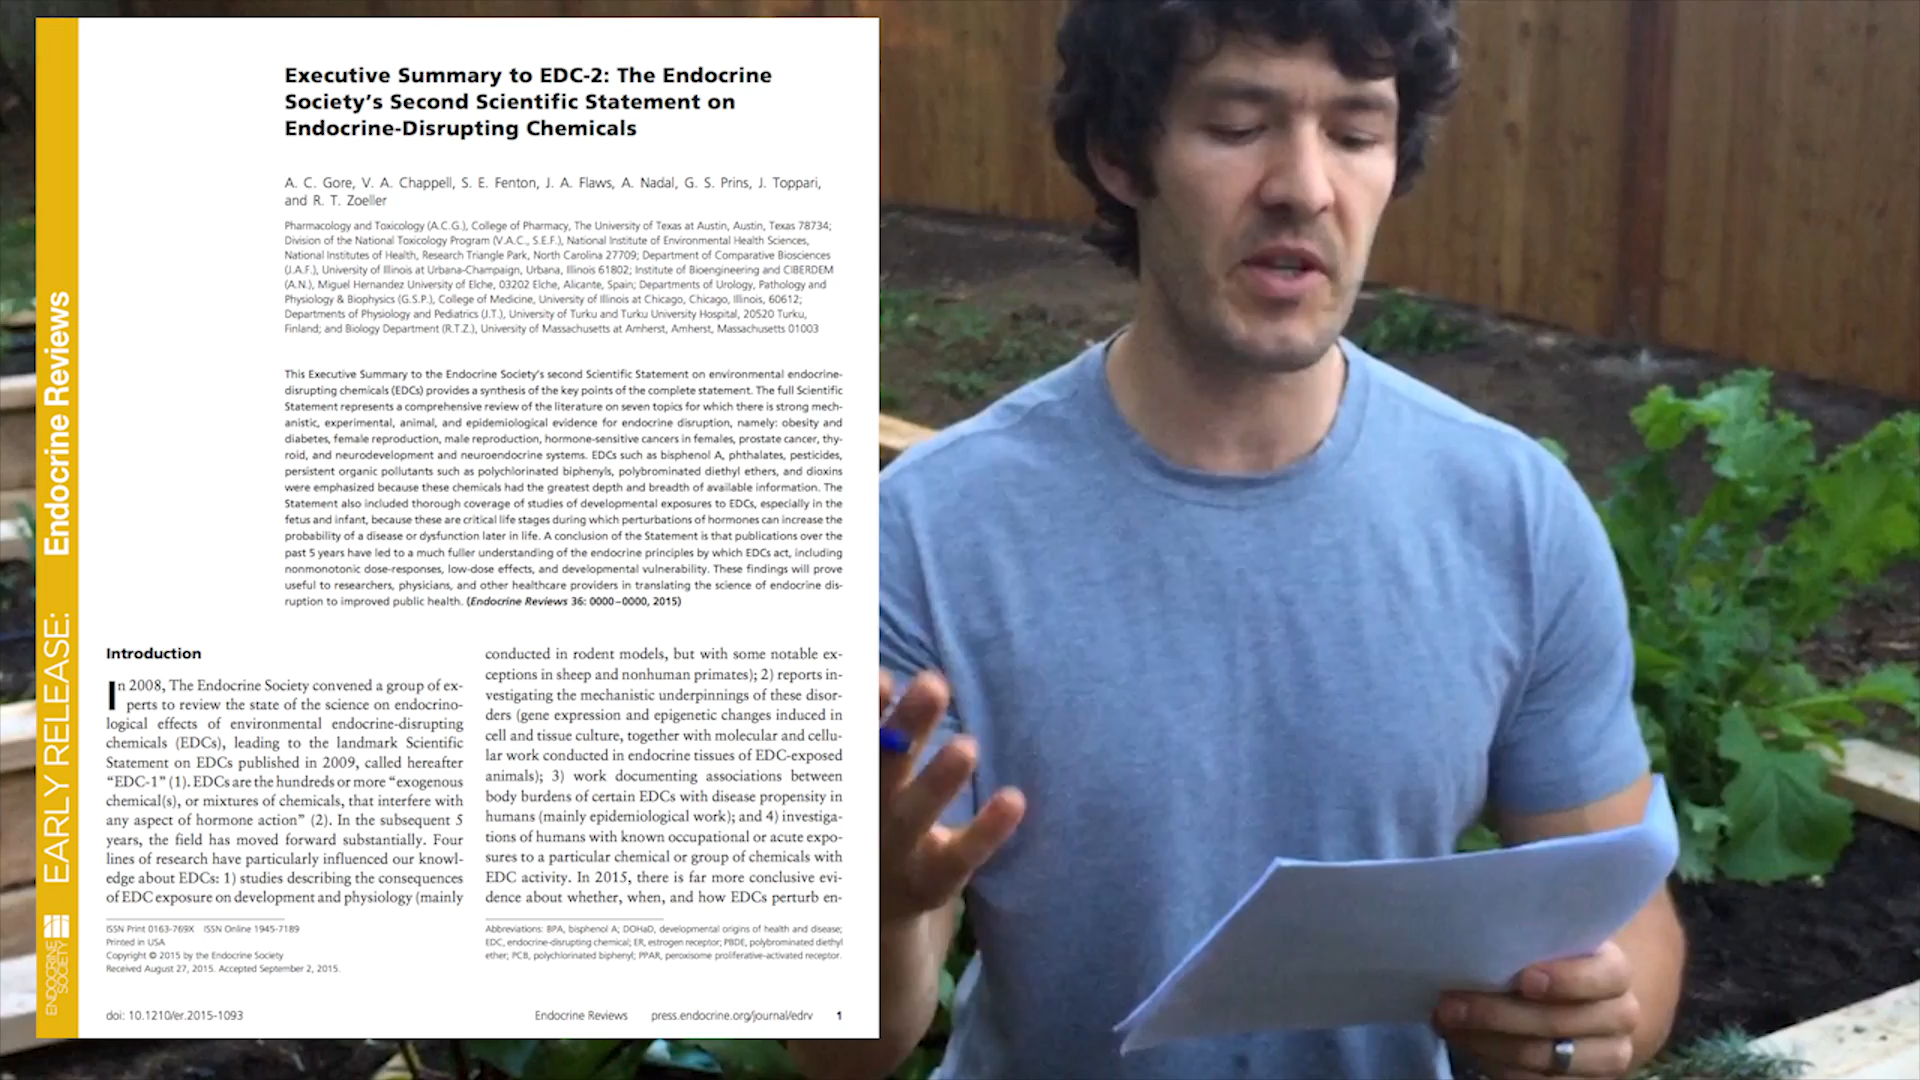 Executive Summary to EDC-2: The Endocrine
Society's Second Scientific Statement on
Endocrine-Disrupting Chemicals
A. C. Gore, V. A. Chappell, S. E. Fenton, J. A. Flaws, A. Nadal, G. S. Prins, J. Toppari,
and R. T. Zoeller
Pharmacology and Toxicology (A.C.G.), College of Pharmacy, The University of Texas at Austin, Austin, Texas 78734;
Division of the National Toxicology Program (V.A.C., S.E.F.), National Institute of Environmental Health Sciences,
National Institutes of Health, Research Triangle Park, North Carolina 27709; Department of Comparative Biosciences
(J.A.F.), University of Illinois at Urbana-Champaign, Urbana, Illinois 61802; Institute of Bioengineering and CIBERDEM
(A.N.), Miguel Hernandez University of Elche, 03202 Elche, Alicante, Spain; Departments of Urology, Pathology and
Physiology & Biophysics (G.S.P.), College of Medicine, University of Illinois at Chicago, Chicago, Illinois, 60612;
Departments of Physiology and Pediatrics (J.T.), University of Turku and Turku University Hospital, 20520 Turku,
Finland; and Biology Department (R.T.Z.), University of Massachusetts at Amherst, Amherst, Massachusetts 01003
This Executive Summary to the Endocrine Society's second Scientific Statement on environmental endocrine-
disrupting chemicals (EDCs) provides a synthesis of the key points of the complete statement. The full Scientific
Statement represents a comprehensive review of the literature on seven topics for which there is strong mech-
anistic, experimental, animal, and epidemiological evidence for endocrine disruption, namely: obesity and
diabetes, female reproduction, male reproduction, hormone-sensitive cancers in females, prostate cancer, thy-
roid, and neurodevelopment and neuroendocrine systems. EDCs such as bisphenol A, phthalates, pesticides,
persistent organic pollutants such as polychlorinated biphenyls, polybrominated diethyl ethers, and dioxins
were emphasized because these chemicals had the greatest depth and breadth of available information. The
Statement also included thorough coverage of studies of developmental exposures to EDCs, especially in the
fetus and infant, because these are critical life stages during which perturbations of hormones can increase the
probability of a disease or dysfunction later in life. A conclusion of the Statement is that publications over the
past 5 years have led to a much fuller understanding of the endocrine principles by which EDCs act, including
nonmonotonic dose-responses, low-dose effects, and developmental vulnerability. These findings will prove
useful to researchers, physicians, and other healthcare providers in translating the science of endocrine dis-
ruption to improved public health. (Endocrine Reviews 36: 0000–0000, 2015)
Introduction
In 2008, The Endocrine Society convened a group of ex-
perts to review the state of the science on endocrino-
logical effects of environmental endocrine-disrupting
chemicals (EDCs), leading to the landmark Scientific
Statement on EDCs published in 2009, called hereafter
"EDC-1" (1). EDCs are the hundreds or more "exogenous
chemical(s), or mixtures of chemicals, that interfere with
any aspect of hormone action" (2). In the subsequent 5
years, the field has moved forward substantially. Four
lines of research have particularly influenced our knowl-
edge about EDCs: 1) studies describing the consequences
of EDC exposure on development and physiology (mainly
conducted in rodent models, but with some notable ex-
ceptions in sheep and nonhuman primates); 2) reports in-
vestigating the mechanistic underpinnings of these disor-
ders (gene expression and epigenetic changes induced in
cell and tissue culture, together with molecular and cellu-
lar work conducted in endocrine tissues of EDC-exposed
animals); 3) work documenting associations between
body burdens of certain EDCs with disease propensity in
humans (mainly epidemiological work); and 4) investiga-
tions of humans with known occupational or acute expo-
sures to a particular chemical or group of chemicals with
EDC activity. In 2015, there is far more conclusive evi-
dence about whether, when, and how EDCs perturb en-
ISSN Print 0163-769X ISSN Online 1945-7189
Printed in USA
Copyright © 2015 by the Endocrine Society
Received August 27, 2015. Accepted September 2, 2015.
Abbreviations: BPA, bisphenol A; DOHaD, developmental origins of health and disease;
EDC, endocrine-disrupting chemical; ER, estrogen receptor; PBDE, polybrominated diethyl
ether; PCB, polychlorinated biphenyl; PPAR, peroxisome proliferative-activated receptor.
doi: 10.1210/er.2015-1093
Endocrine Reviews press.endocrine.org/journal/edrv 1
EARLY RELEASE: Endocrine Reviews
ENDOCRINE
SOCIETY